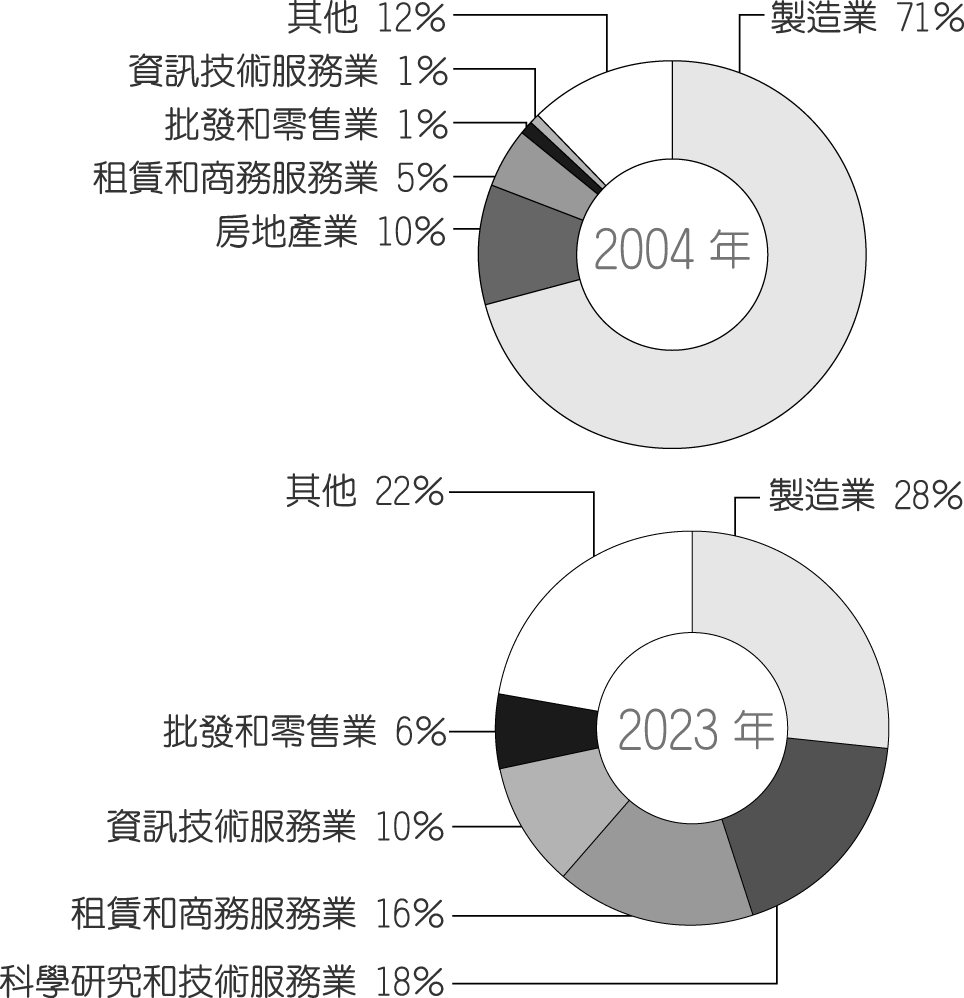 其他 12%
製造業 71%
資訊技術服務業 1%
批發和零售業 1%
租賃和商務服務業 5%
房地產業 10%
2004 年
其他 22%
製造業 28%
批發和零售業 6%
2023 年
資訊技術服務業 10%
租賃和商務服務業 16%
科學研究和技術服務業 18%